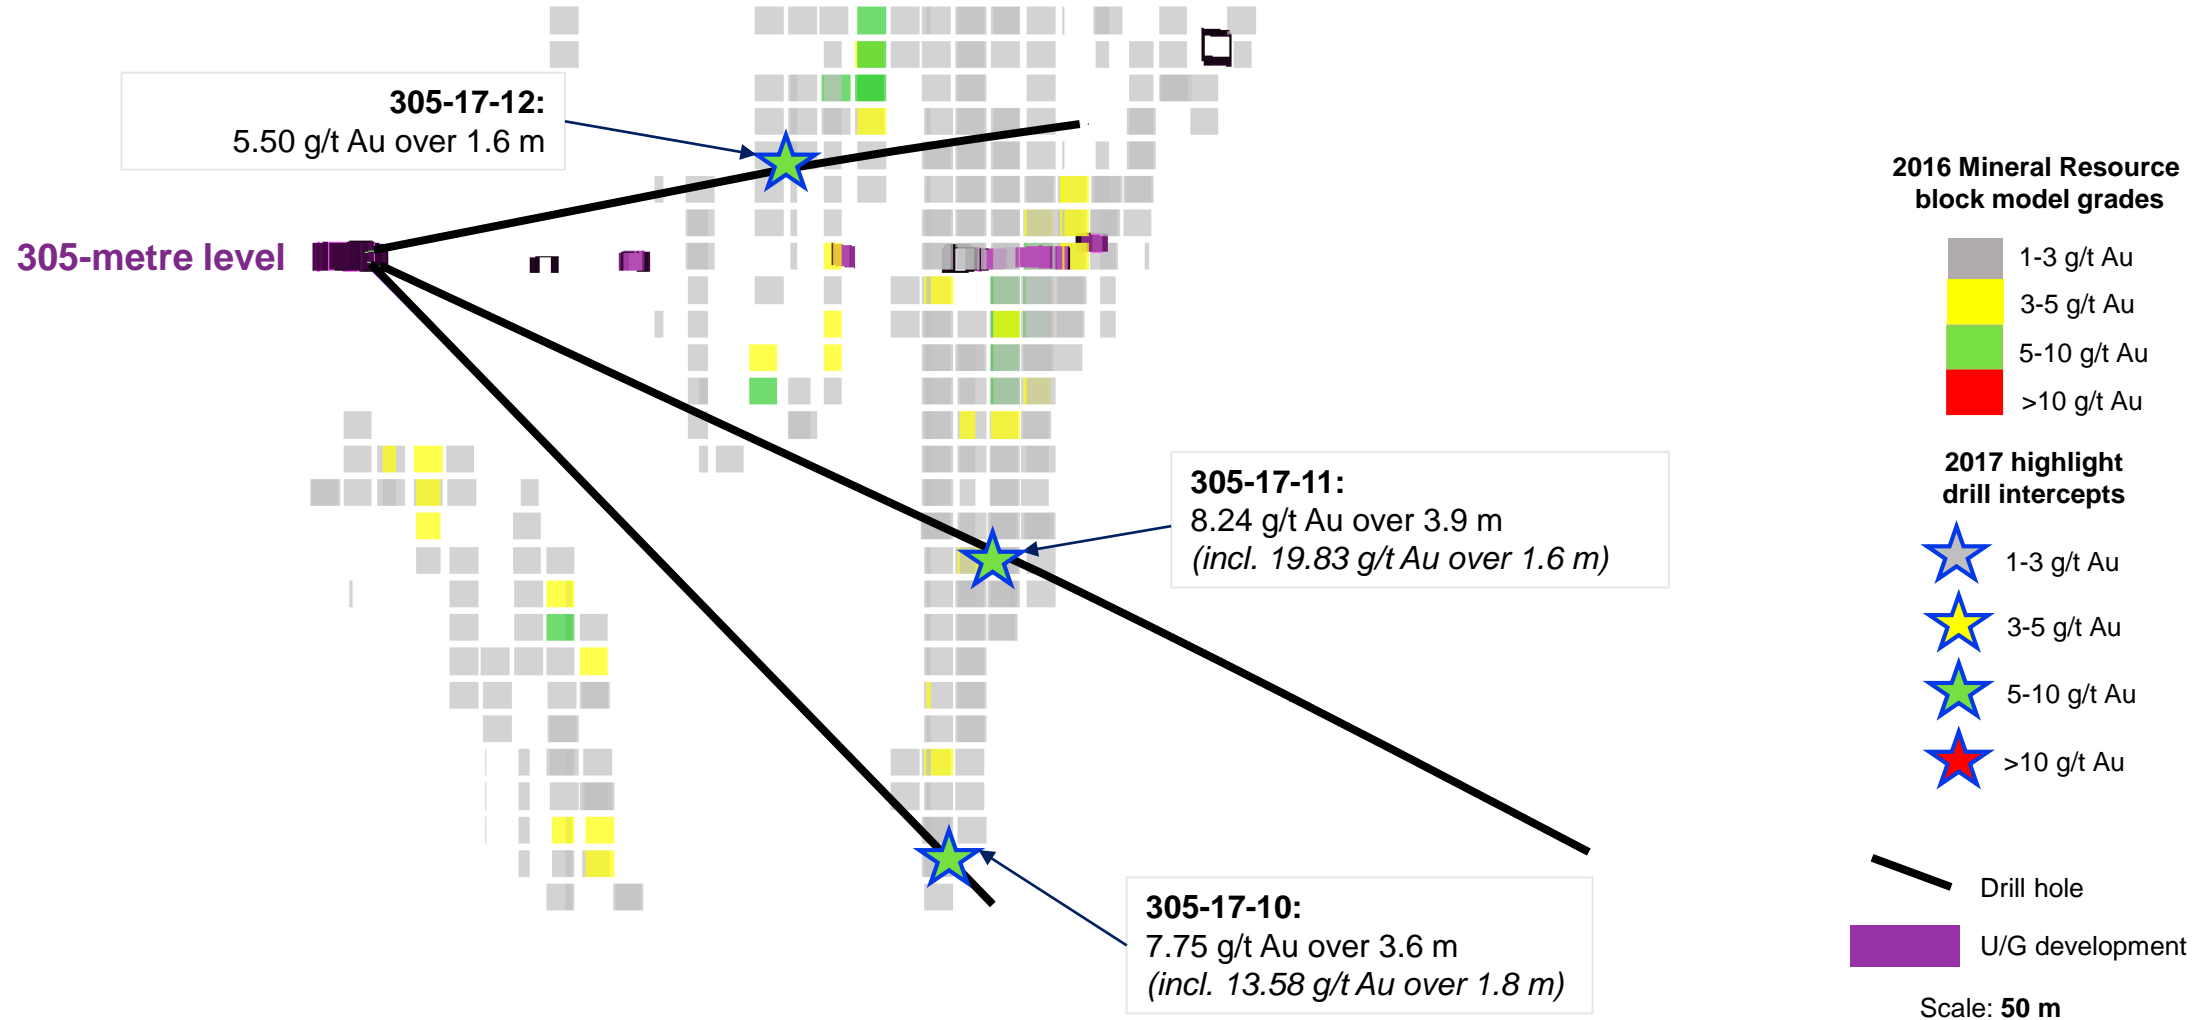 305-17-12:
5.50 g/t Au over 1.6 m
305-metre level
305-17-11:
8.24 g/t Au over 3.9 m
(incl. 19.83 g/t Au over 1.6 m)
305-17-10:
7.75 g/t Au over 3.6 m
(incl. 13.58 g/t Au over 1.8 m)
2016 Mineral Resource
block model grades
1-3 g/t Au
3-5 g/t Au
5-10 g/t Au
>10 g/t Au
2017 highlight
drill intercepts
1-3 g/t Au
3-5 g/t Au
5-10 g/t Au
>10 g/t Au
Drill hole
U/G development
Scale: 50 m